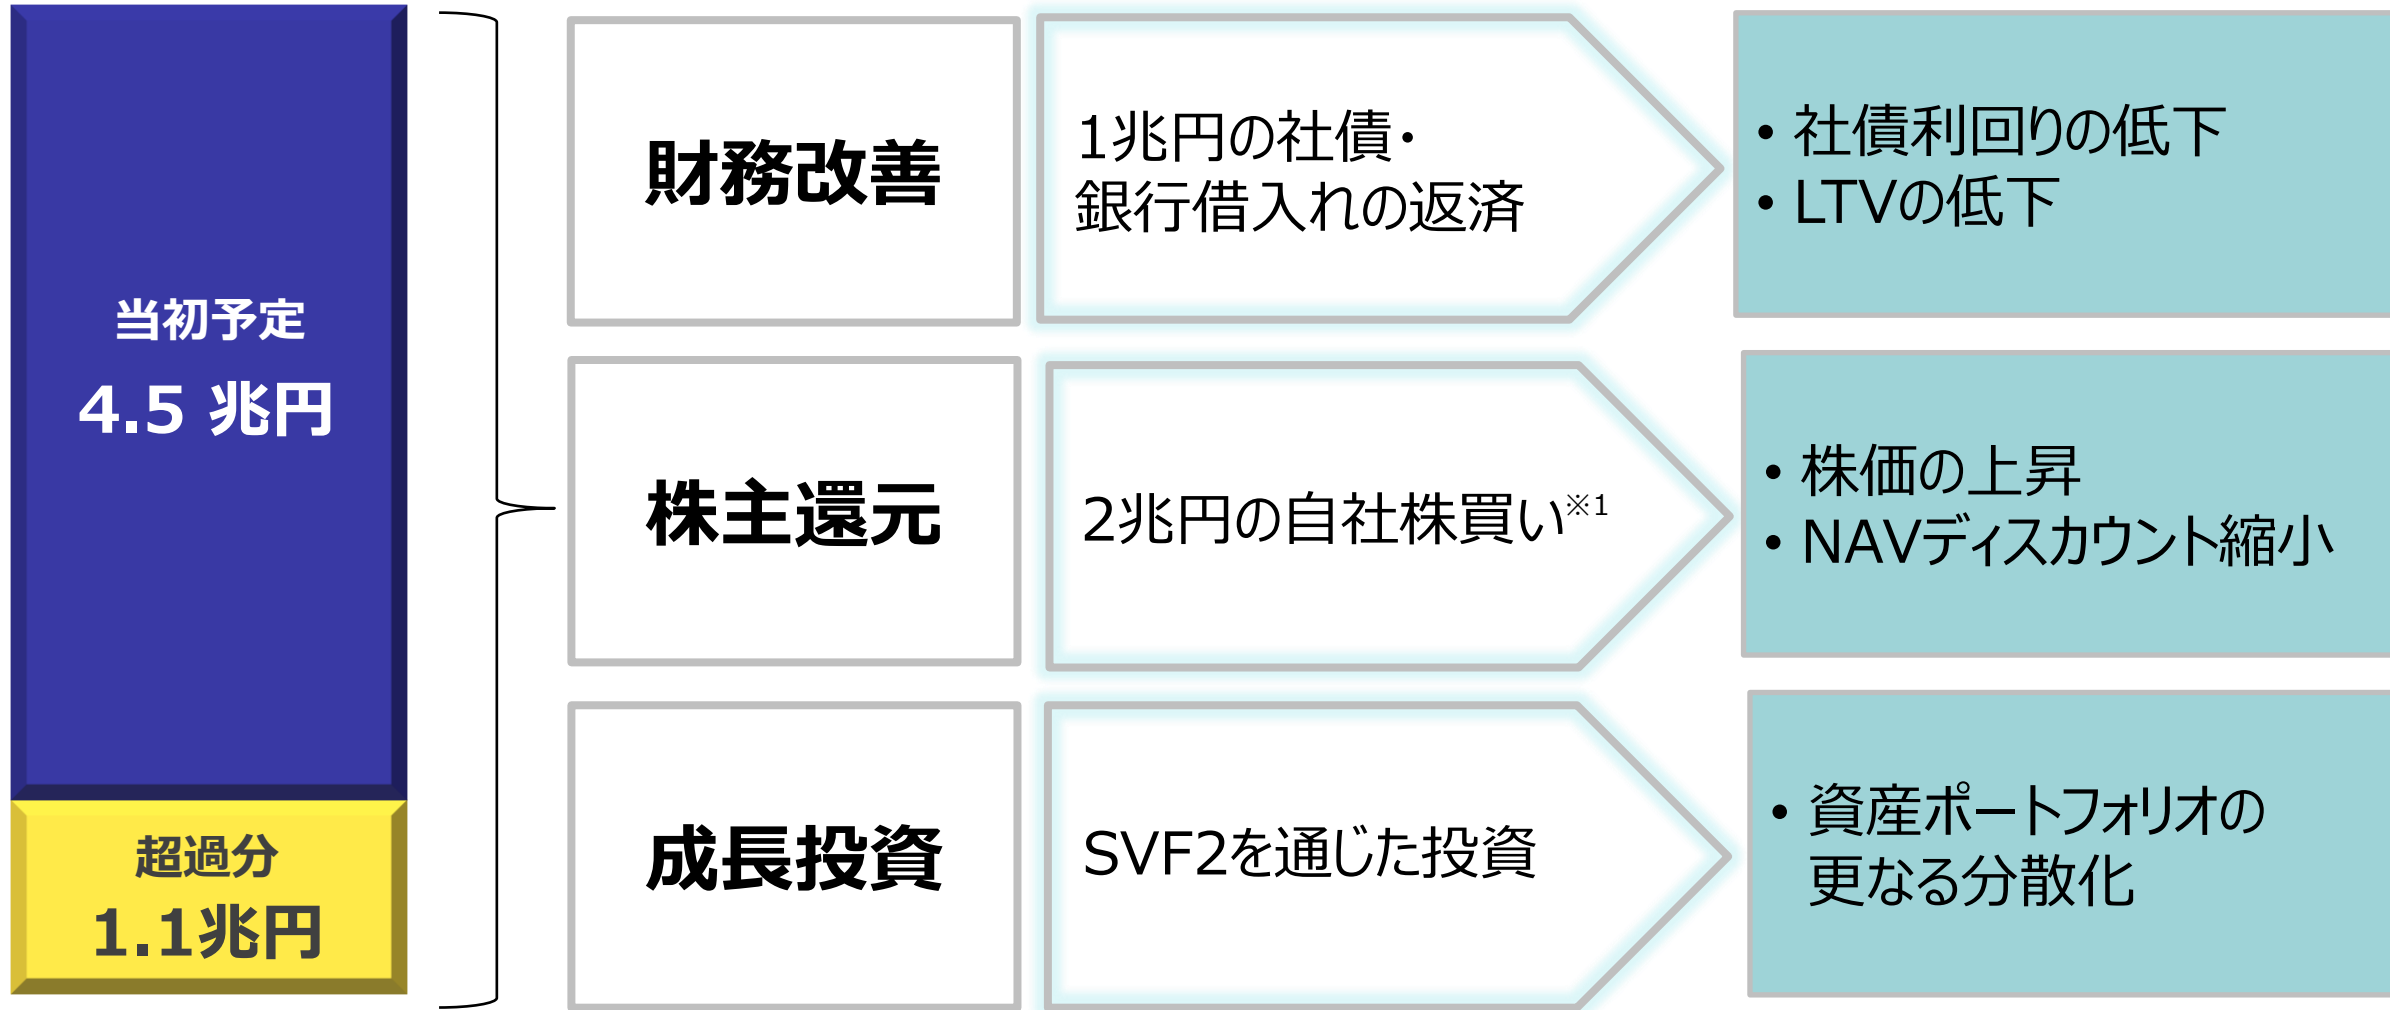 当初予定
4.5 兆円
超過分
1.1兆円
財務改善
1兆円の社債・
銀行借入れの返済
• 社債利回りの低下
• LTVの低下
株主還元
2兆円の自社株買い※1
• 株価の上昇
• NAVディスカウント縮小
成長投資
SVF2を通じた投資
• 資産ポートフォリオの
更なる分散化